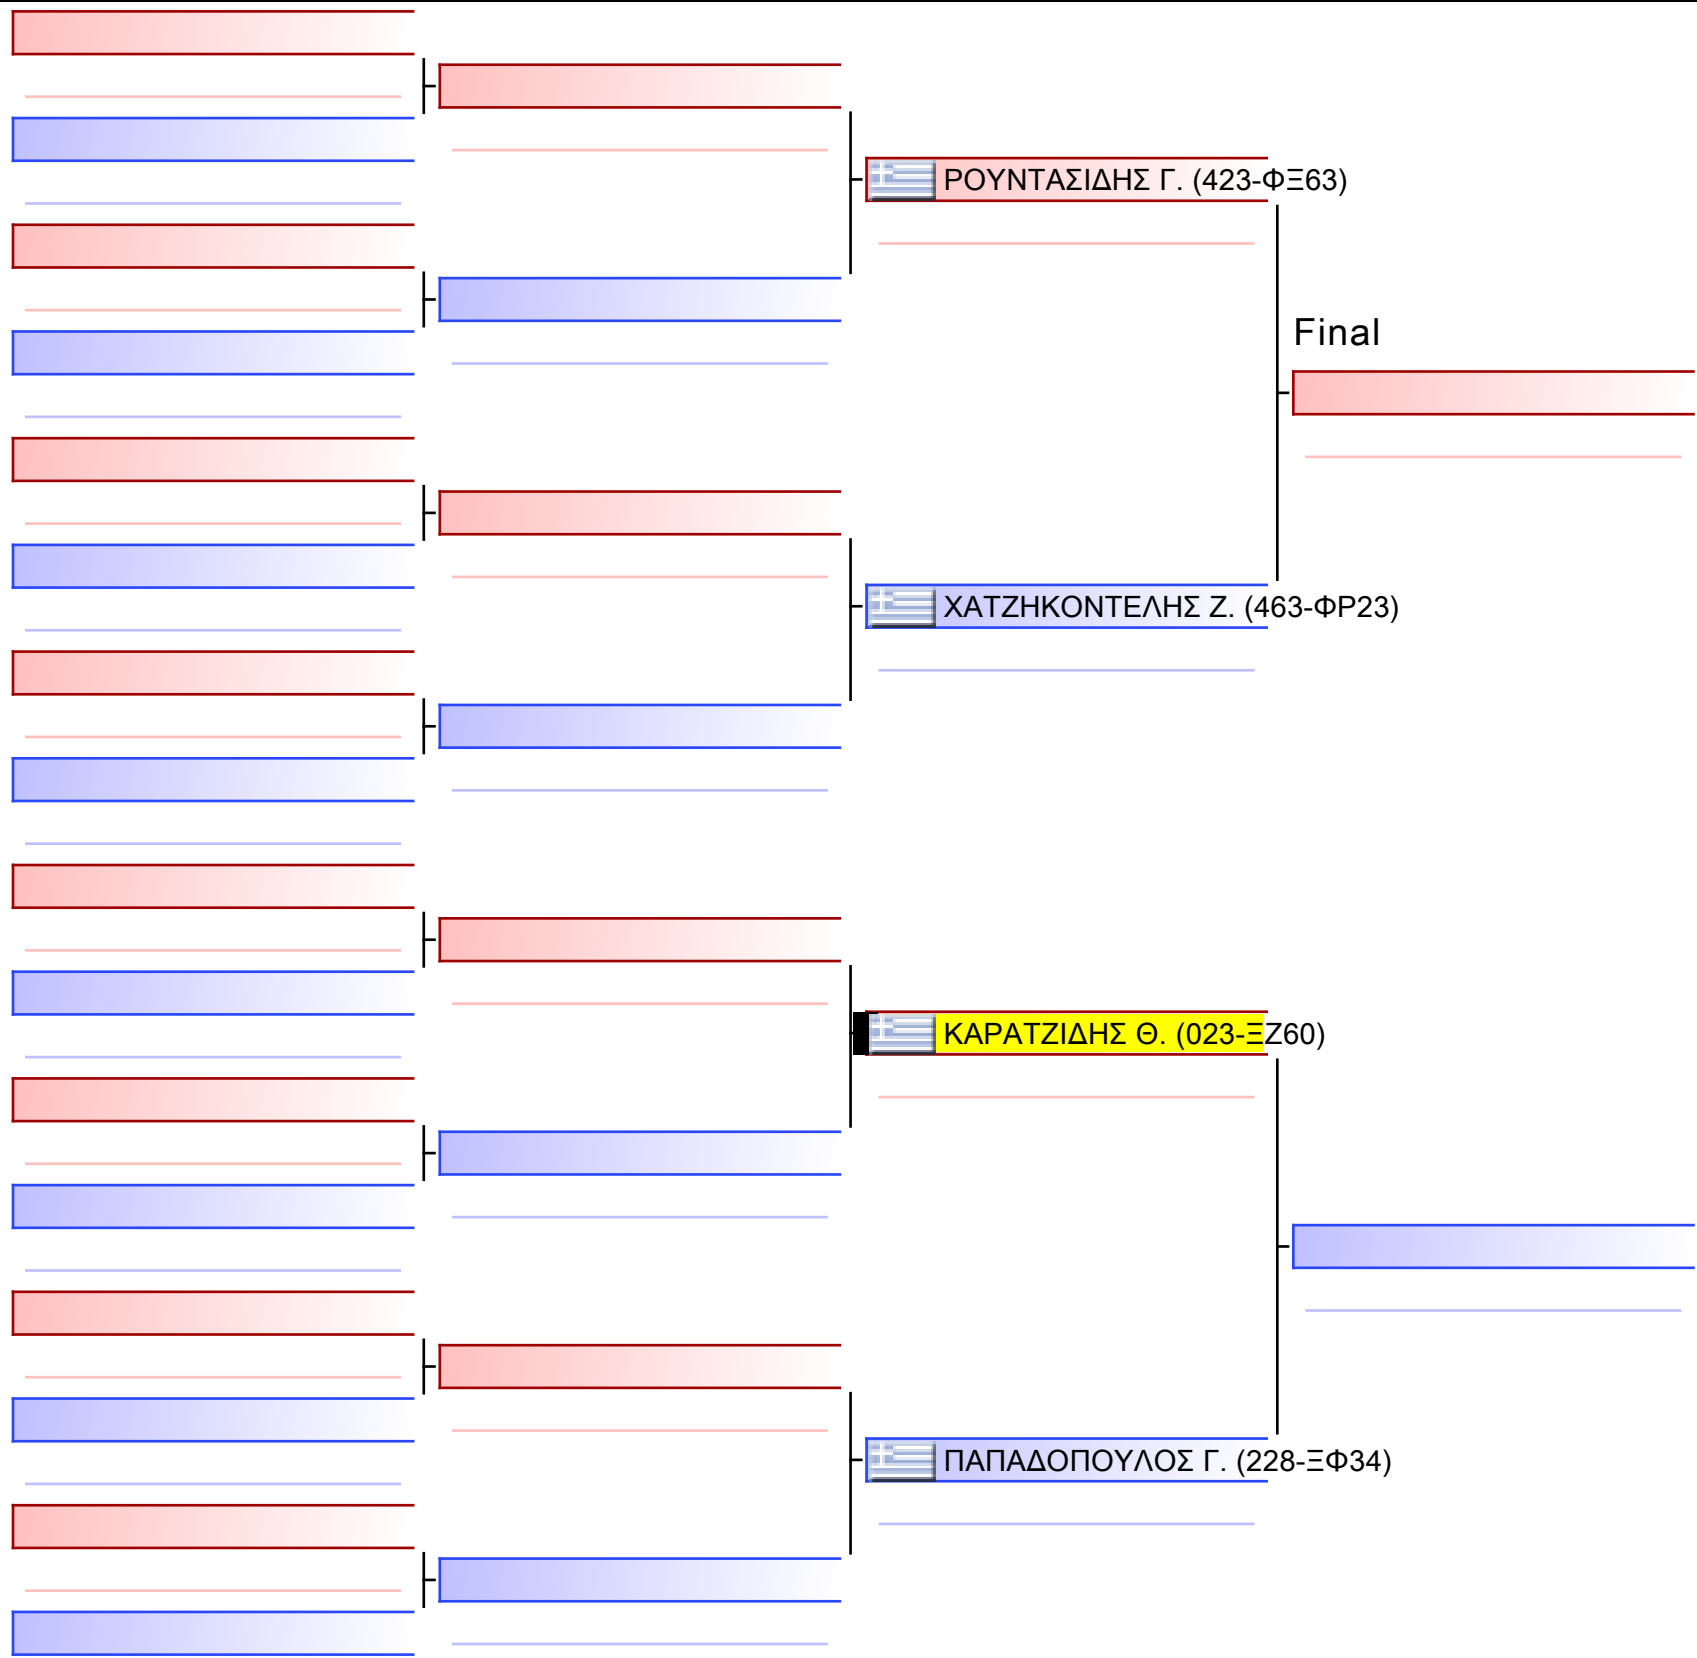 ΡΟΥΝΤΑΣΙΔΗΣ Γ. (423-ΦΞ63)
Final
ΧΑΤΖΗΚΟΝΤΕΛΗΣ Ζ. (463-ΦΡ23)
ΚΑΡΑΤΖΙΔΗΣ Θ. (023-ΞΖ60)
ΠΑΠΑΔΟΠΟΥΛΟΣ Γ. (228-ΞΦ34)